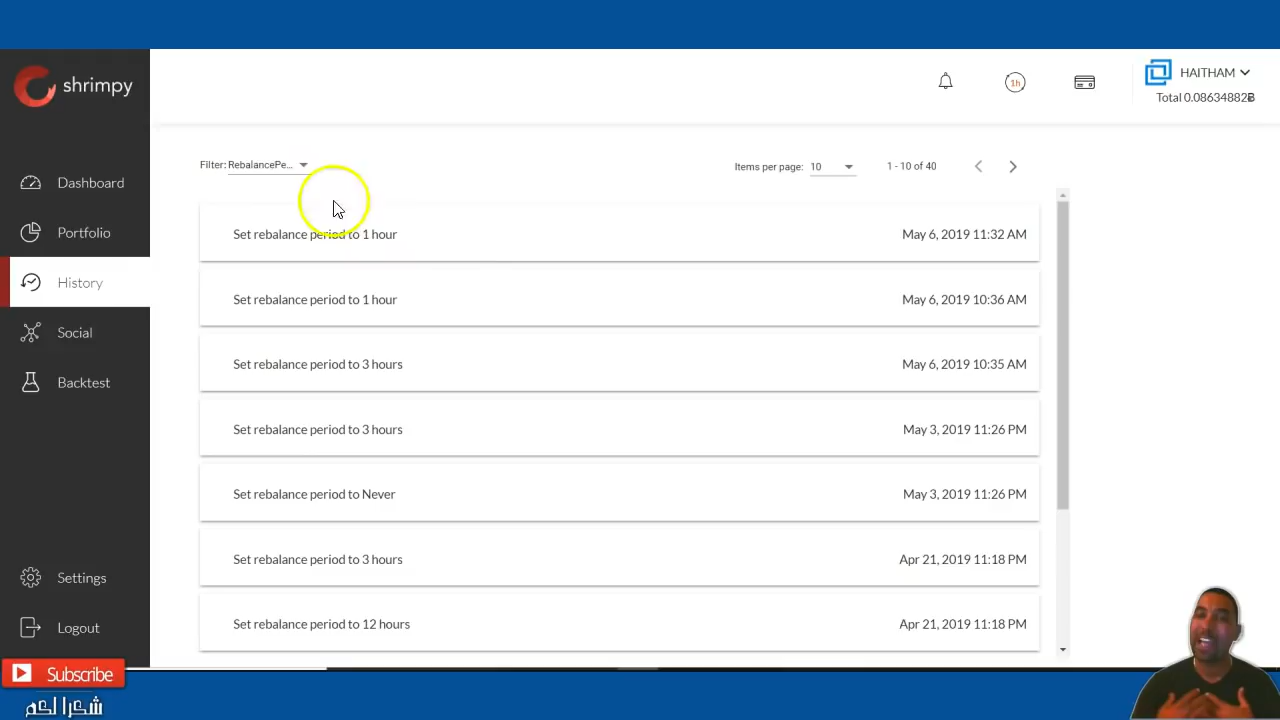 shrimpy
Dashboard
Portfolio
History
Social
Backtest
Settings
Logout
Subscribe
شكرا لكم
1h
HAITHAM
Total 0.08634882Ƀ
Filter: RebalancePe...
Items per page: 10
1 - 10 of 40
Set rebalance period to 1 hour May 6, 2019 11:32 AM
Set rebalance period to 1 hour May 6, 2019 10:36 AM
Set rebalance period to 3 hours May 6, 2019 10:35 AM
Set rebalance period to 3 hours May 3, 2019 11:26 PM
Set rebalance period to Never May 3, 2019 11:26 PM
Set rebalance period to 3 hours Apr 21, 2019 11:18 PM
Set rebalance period to 12 hours Apr 21, 2019 11:18 PM